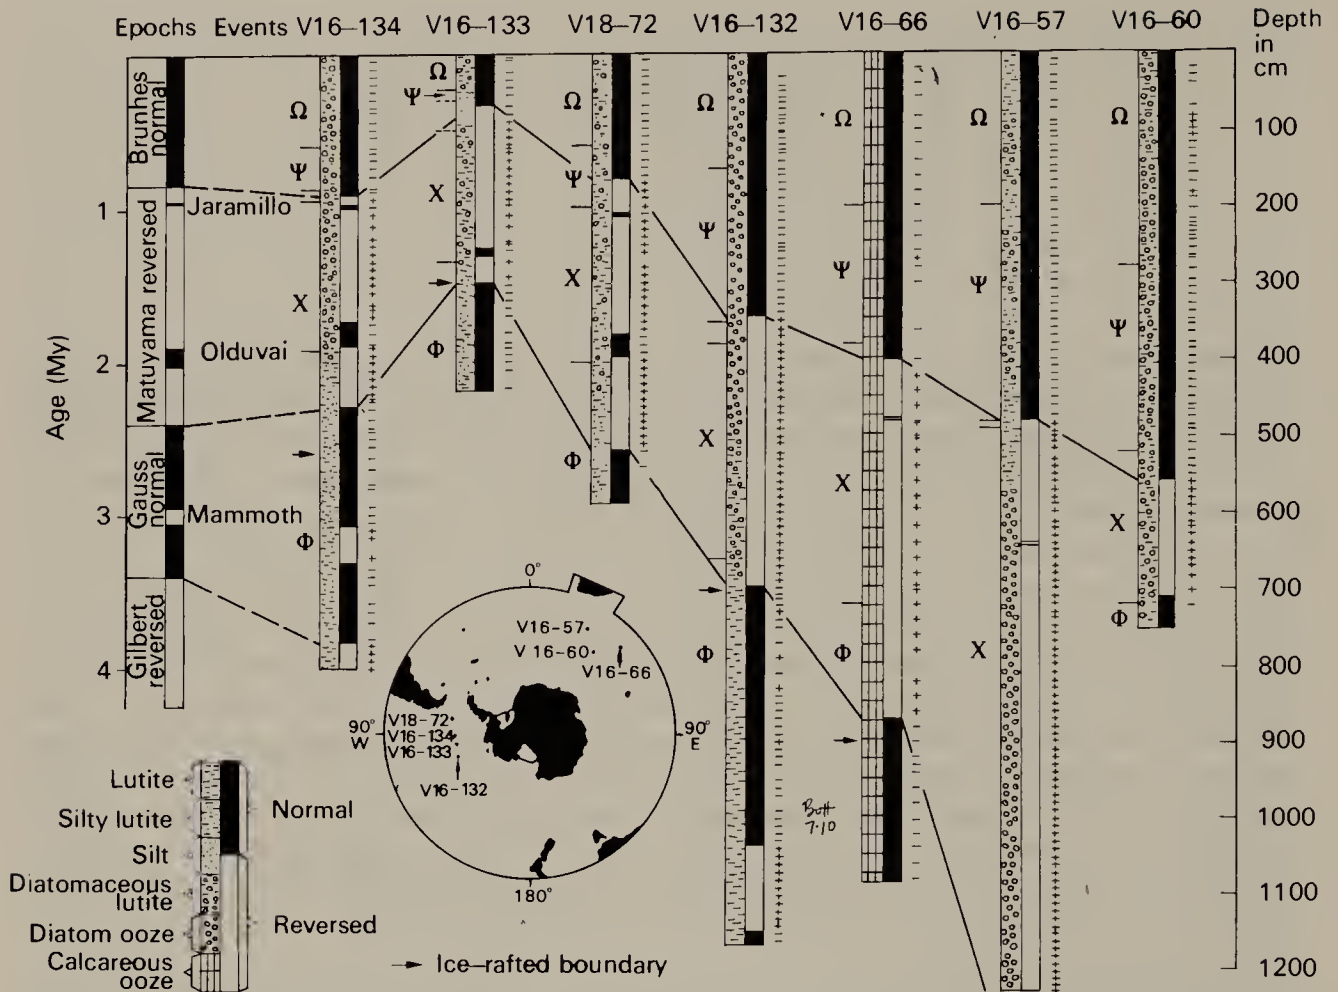 Epochs Events V16–134 V16–133 V18–72 V16–132 V16–66 V16–57 V16–60 Depth in cm
Brunhes normal
Matuyama reversed
Gauss normal
Gilbert reversed
Age (My)
1
2
3
4
Jaramillo
Olduvai
Mammoth
Ω
Ψ
X
Φ
Ω
Ψ
X
Φ
Ω
Ψ
X
Φ
Ω
Ψ
X
Φ
Ω
Ψ
X
Φ
Ω
Ψ
X
Ω
Ψ
X
Φ
100
200
300
400
500
600
700
800
900
1000
1100
1200
0°
V16–57
V 16–60
V16–66
90° W
V18–72
V16–134
V16–133
V16–132
90° E
180°
Lutite
Silty lutite
Silt
Diatomaceous lutite
Diatom ooze
Calcareous ooze
Normal
Reversed
Ice–rafted boundary
7.10